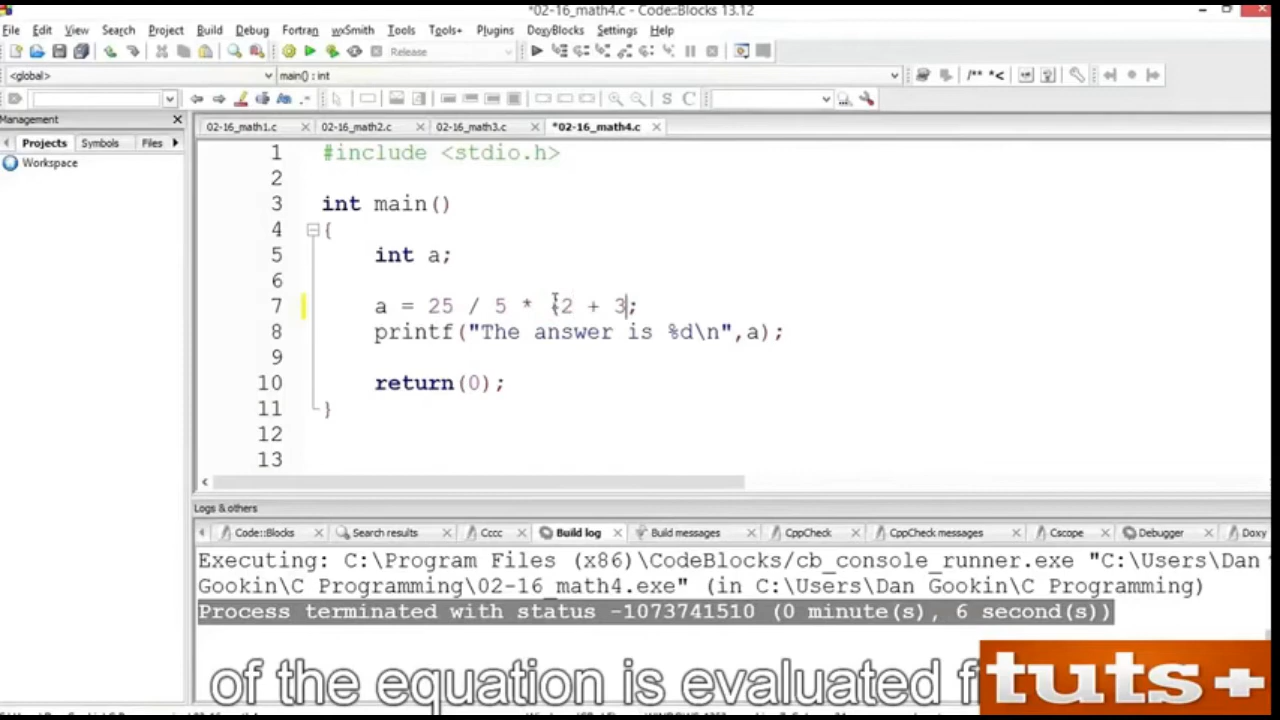 *02-16_math4.c - Code::Blocks 13.12
File Edit View Search Project Build Debug Fortran wxSmith Tools Tools+ Plugins DoxyBlocks Settings Help
Release
<global> main() : int /** *<
S C
Management
02-16_math1.c 02-16_math2.c 02-16_math3.c *02-16_math4.c
Projects Symbols Files
Workspace
1 #include <stdio.h>
2
3 int main()
4 {
5 int a;
6
7 a = 25 / 5 * (2 + 3;
8 printf("The answer is %d\n",a);
9
10 return(0);
11 }
12
13
Logs & others
Code::Blocks Search results Cccc Build log Build messages CppCheck CppCheck messages Cscope Debugger Doxy
Executing: C:\Program Files (x86)\CodeBlocks/cb_console_runner.exe "C:\Users\Dan
Gookin\C Programming\02-16_math4.exe" (in C:\Users\Dan Gookin\C Programming)
Process terminated with status -1073741510 (0 minute(s), 6 second(s))
of the equation is evaluated f
tuts+